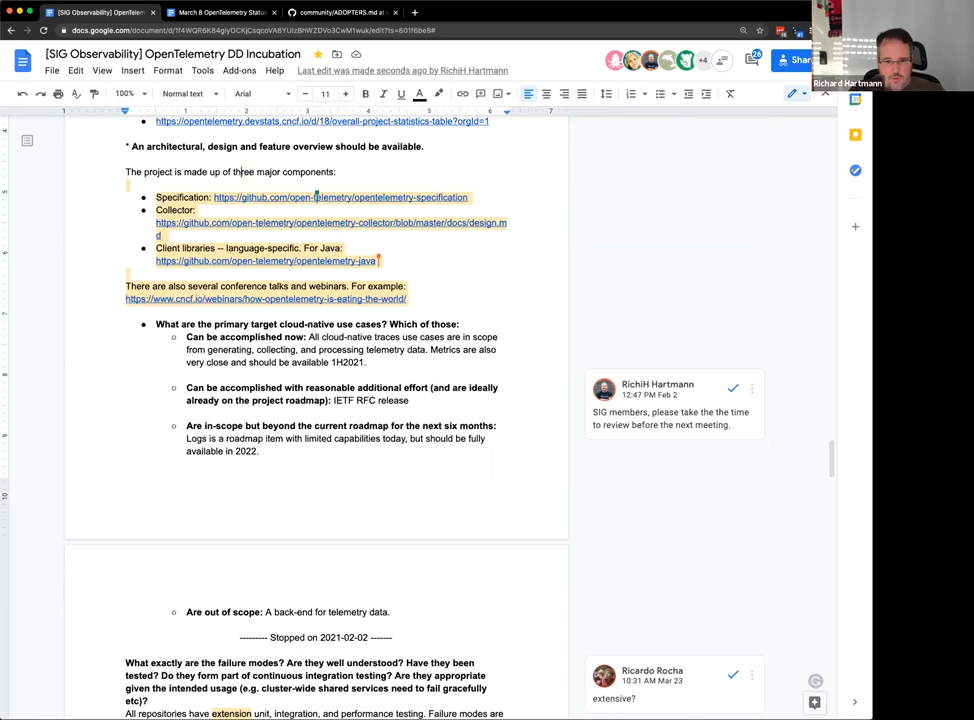 [SIG Observability] OpenTelem
March 8 OpenTelemetry Status
community/ADOPTERS.md at
docs.google.com/document/d/1f4WQR6K84giyOCKjCsqcoVA8YUIzBhWZDVo3CwM1wuk/edit?ts=601f6be8#
[SIG Observability] OpenTelemetry DD Incubation
File Edit View Insert Format Tools Add-ons Help Last edit was made seconds ago by RichiH Hartmann
+4
26
Shar
Richard Hartmann
100% Normal text Arial 11 B I U A
https://opentelemetry.devstats.cncf.io/d/18/overall-project-statistics-table?orgId=1
* An architectural, design and feature overview should be available.
The project is made up of three major components:
● Specification: https://github.com/open-telemetry/opentelemetry-specification
● Collector:
https://github.com/open-telemetry/opentelemetry-collector/blob/master/docs/design.m
d
● Client libraries -- language-specific. For Java:
https://github.com/open-telemetry/opentelemetry-java
There are also several conference talks and webinars. For example:
https://www.cncf.io/webinars/how-opentelemetry-is-eating-the-world/
● What are the primary target cloud-native use cases? Which of those:
○ Can be accomplished now: All cloud-native traces use cases are in scope
from generating, collecting, and processing telemetry data. Metrics are also
very close and should be available 1H2021.
○ Can be accomplished with reasonable additional effort (and are ideally
already on the project roadmap): IETF RFC release
○ Are in-scope but beyond the current roadmap for the next six months:
Logs is a roadmap item with limited capabilities today, but should be fully
available in 2022.
RichiH Hartmann
12:47 PM Feb 2
SIG members, please take the the time
to review before the next meeting.
○ Are out of scope: A back-end for telemetry data.
--------- Stopped on 2021-02-02 -------
What exactly are the failure modes? Are they well understood? Have they been
tested? Do they form part of continuous integration testing? Are they appropriate
given the intended usage (e.g. cluster-wide shared services need to fail gracefully
etc)?
All repositories have extension unit, integration, and performance testing. Failure modes are
Ricardo Rocha
10:31 AM Mar 23
extensive?